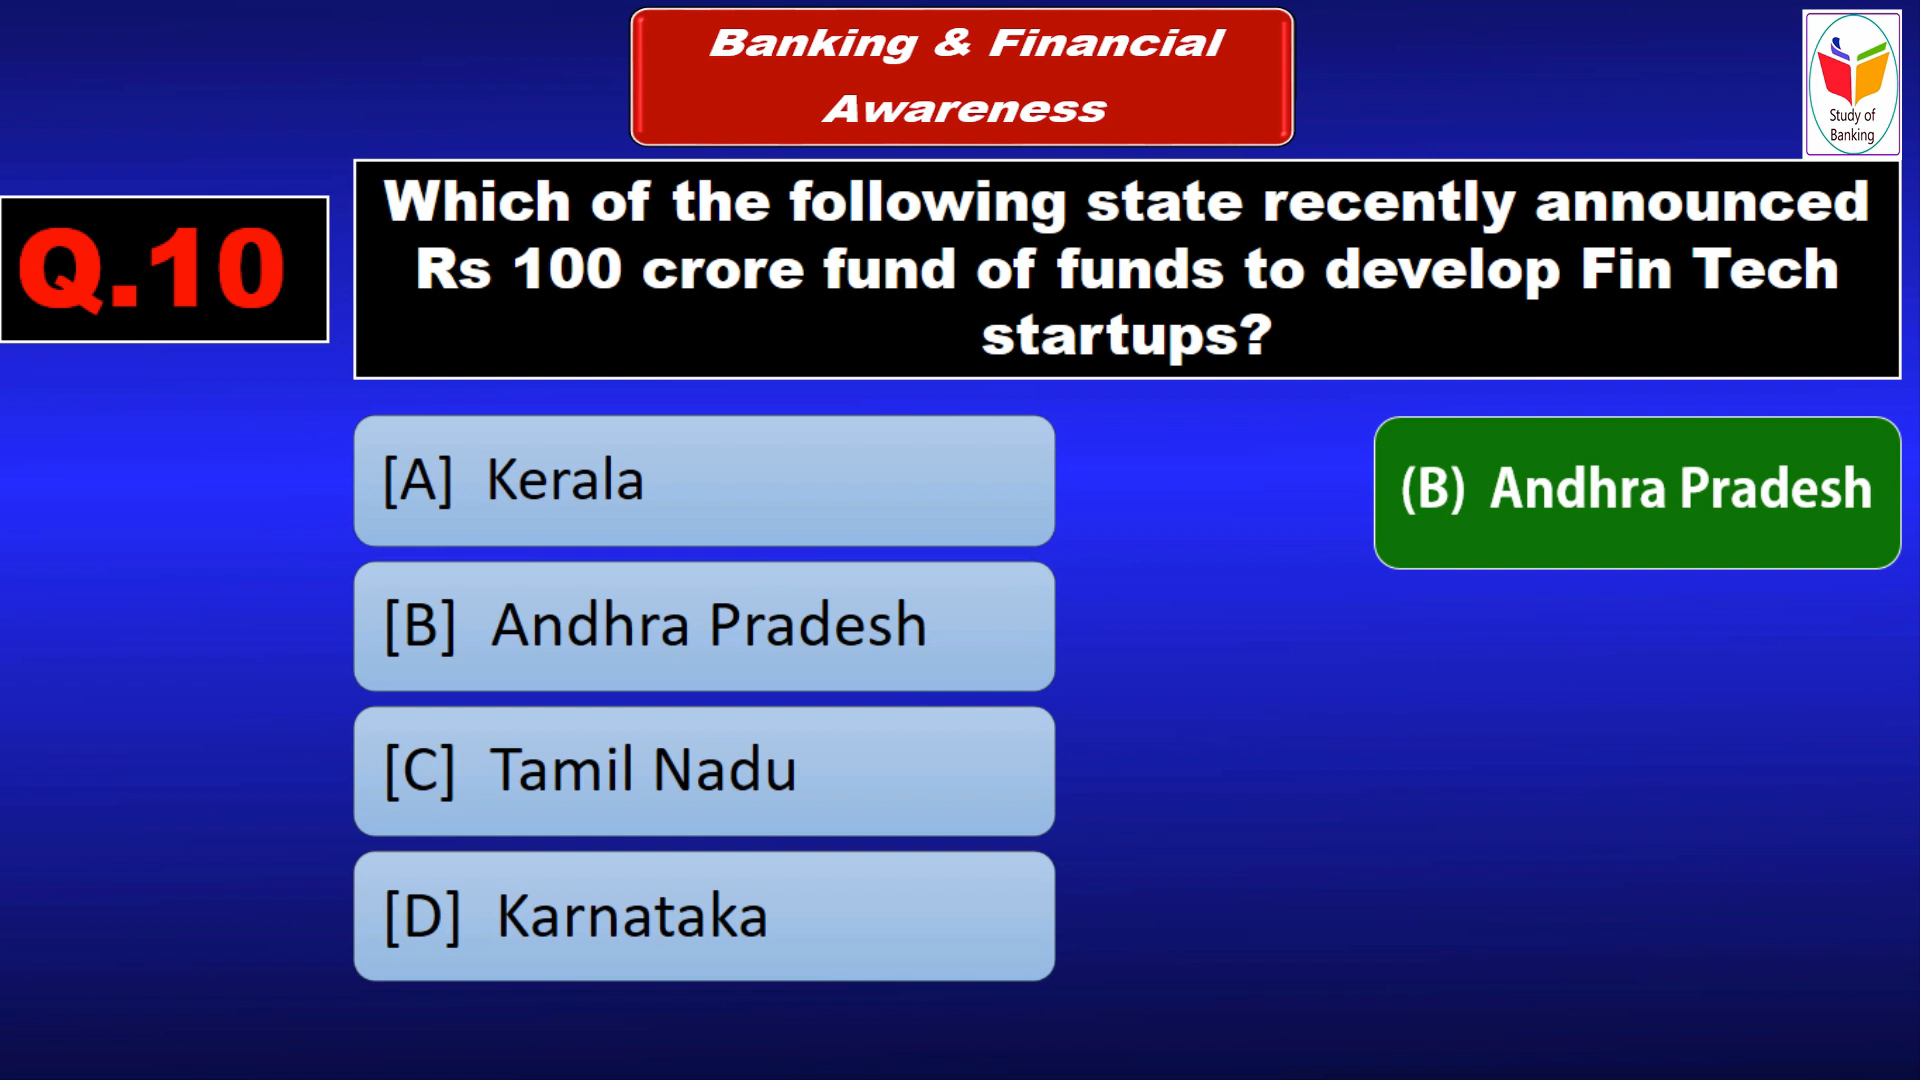 Banking & Financial
Awareness
Study of
Banking
Q.10
Which of the following state recently announced
Rs 100 crore fund of funds to develop Fin Tech
startups?
[A] Kerala
(B) Andhra Pradesh
[B] Andhra Pradesh
[C] Tamil Nadu
[D] Karnataka